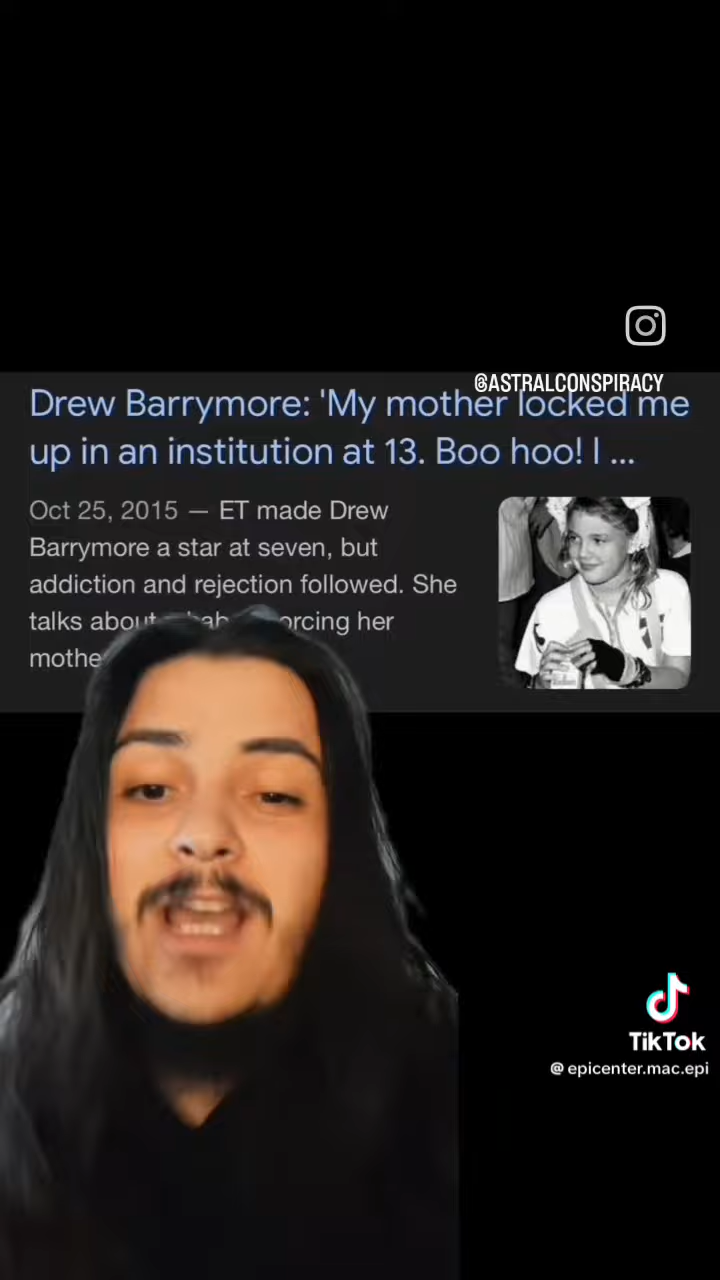 @ASTRALCONSPIRACY
Drew Barrymore: 'My mother locked me
up in an institution at 13. Boo hoo! I ...
Oct 25, 2015 — ET made Drew
Barrymore a star at seven, but
addiction and rejection followed. She
talks about orcing her
mothe
TikTok
@epicenter.mac.epi